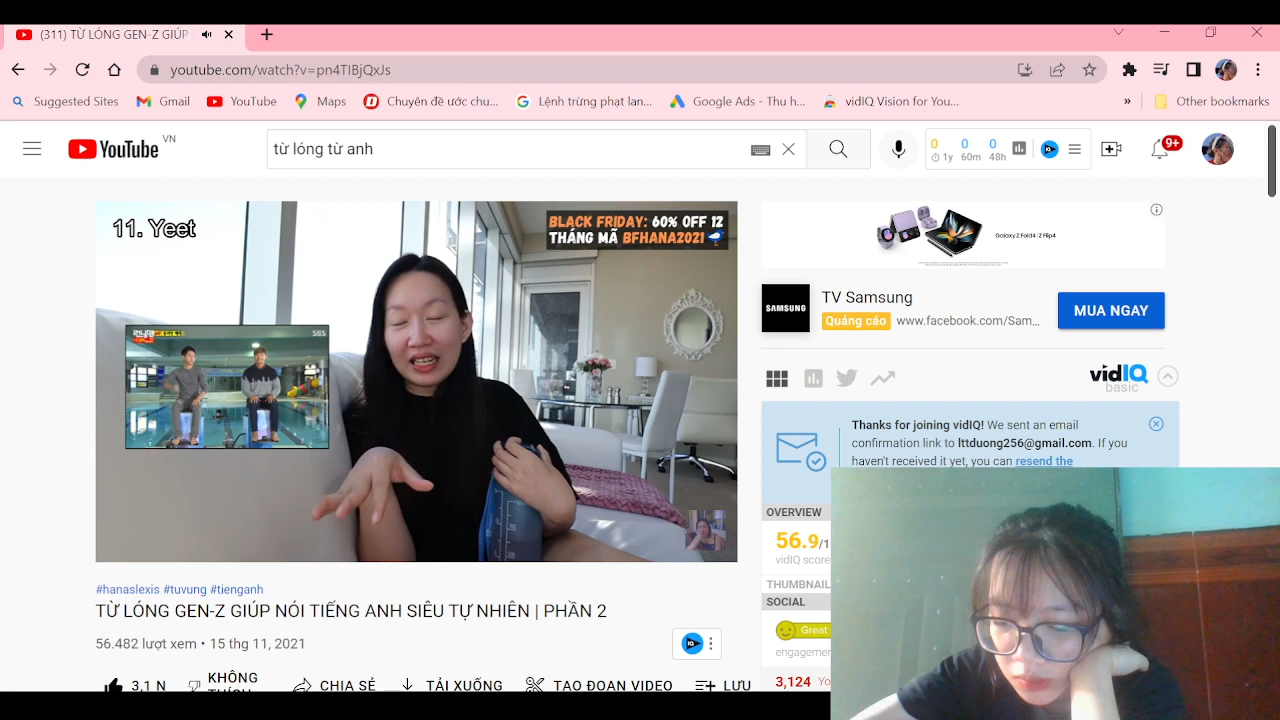 (311) TỪ LÓNG GEN-Z GIÚP
youtube.com/watch?v=pn4TIBjQxJs
Suggested Sites
Gmail
YouTube
Maps
Chuyên đề ước chu...
Lệnh trừng phạt lan...
Google Ads - Thu h...
vidIQ Vision for You...
»
Other bookmarks
YouTube VN
từ lóng từ anh
0 0 0
1y 60m 48h
9+
11. Yeet
BLACK FRIDAY: 60% OFF 12
THÁNG MÃ BFHANA2021
SBS
Galaxy Z Fold4 | Z Flip4
SAMSUNG
TV Samsung
Quảng cáo www.facebook.com/Sam...
MUA NGAY
vidIQ
basic
Thanks for joining vidIQ! We sent an email
confirmation link to lttduong256@gmail.com. If you
haven't received it yet, you can resend the
OVERVIEW
56.9/1
vidIQ score
THUMBNAIL
SOCIAL
Great
engagemen
3,124 Yo
#hanaslexis #tuvung #tienganh
TỪ LÓNG GEN-Z GIÚP NÓI TIẾNG ANH SIÊU TỰ NHIÊN | PHẦN 2
56.482 lượt xem • 15 thg 11, 2021
3,1 N
KHÔNG
THÍCH
CHIA SẺ
TẢI XUỐNG
TẠO ĐOẠN VIDEO
LƯU